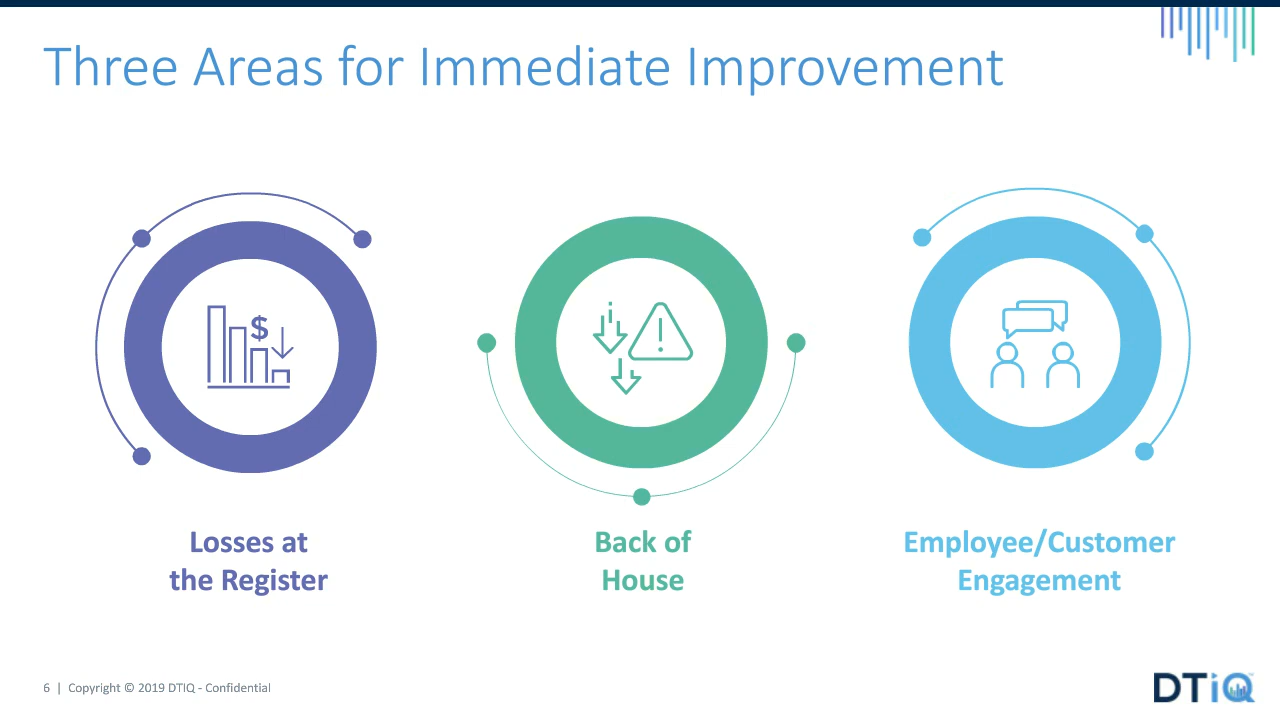 Three Areas for Immediate Improvement
$
Losses at
the Register
Back of
House
Employee/Customer
Engagement
6 | Copyright © 2019 DTIQ - Confidential
DTiQ